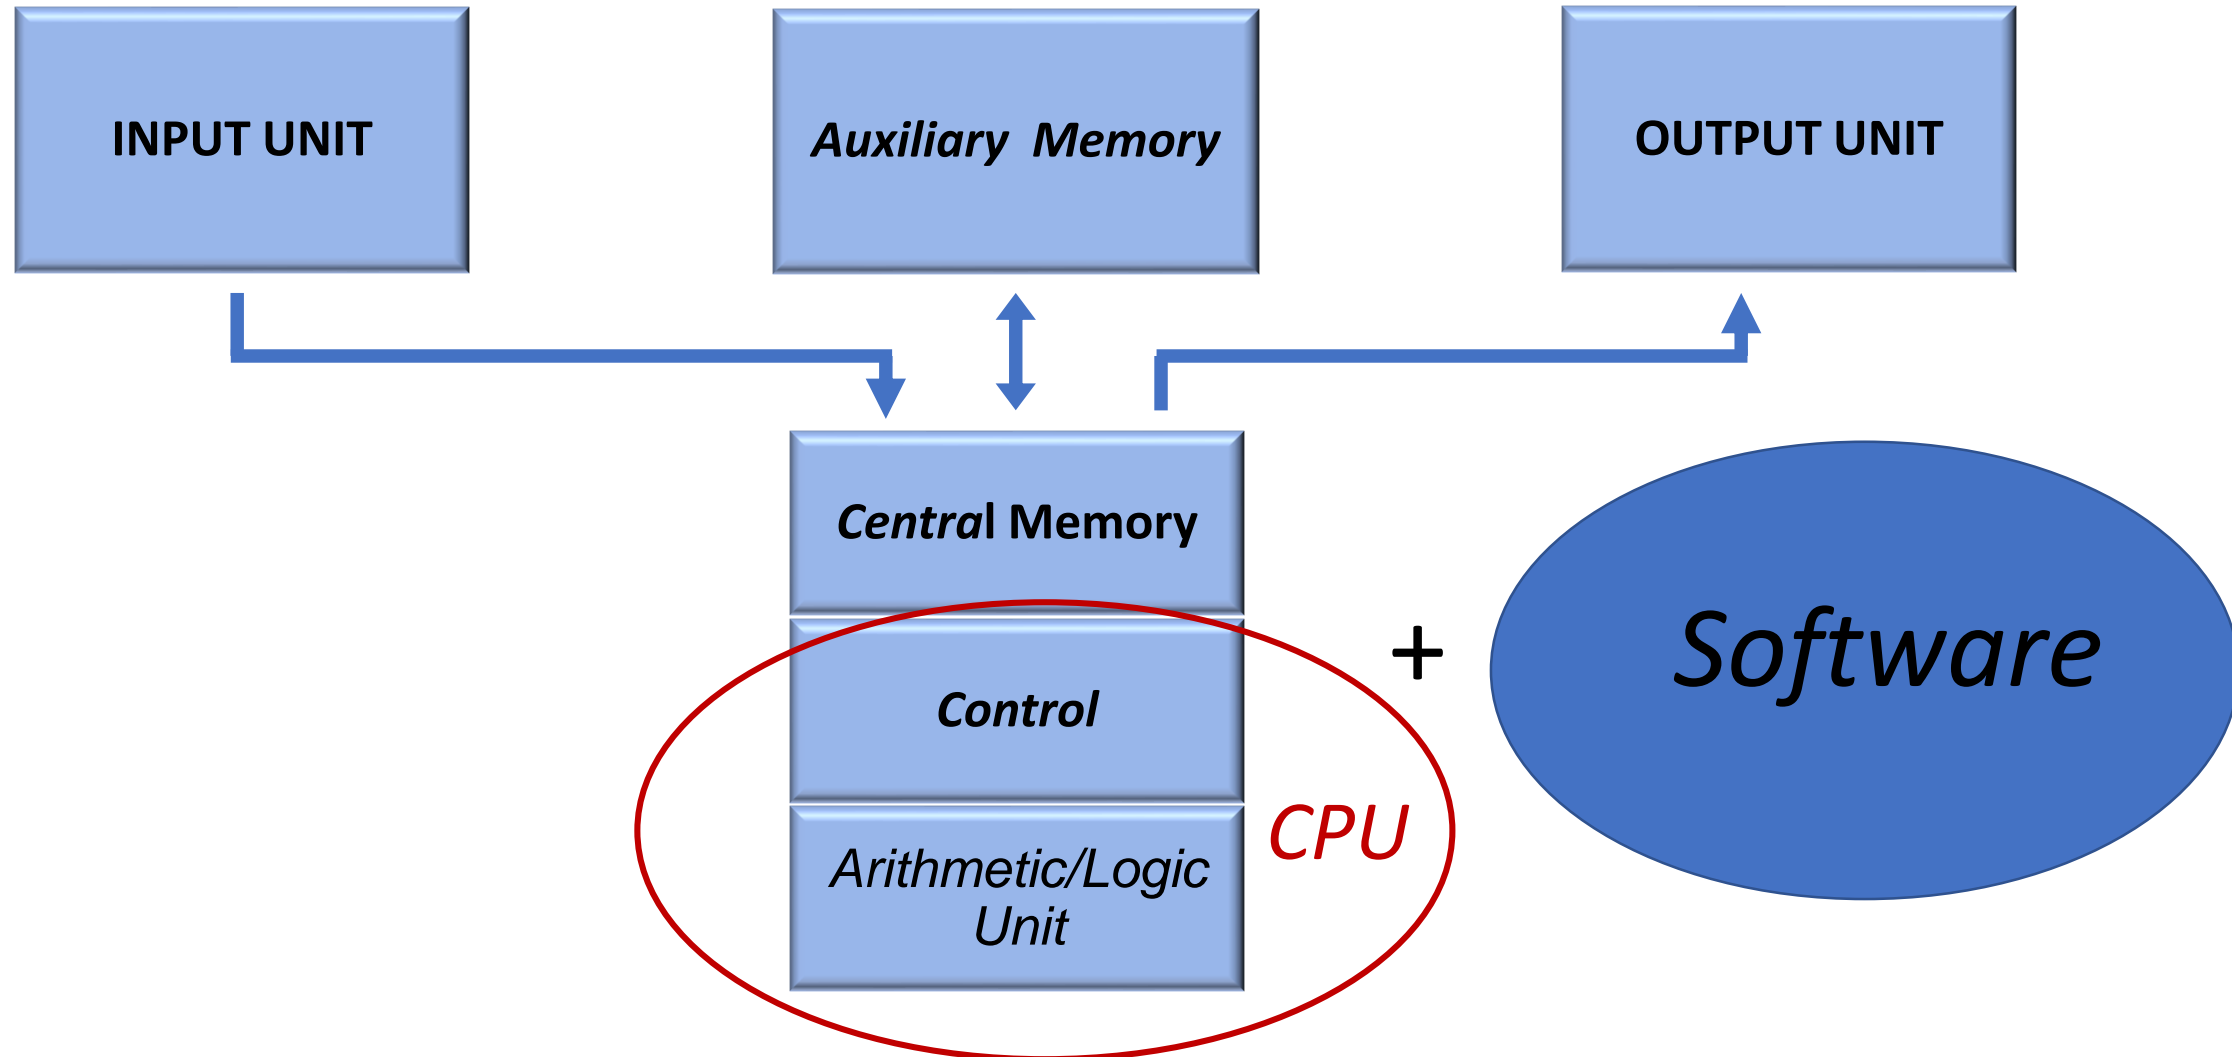 INPUT UNIT
Auxiliary Memory
OUTPUT UNIT
Central Memory
Control
Arithmetic/Logic
Unit
CPU
+
Software